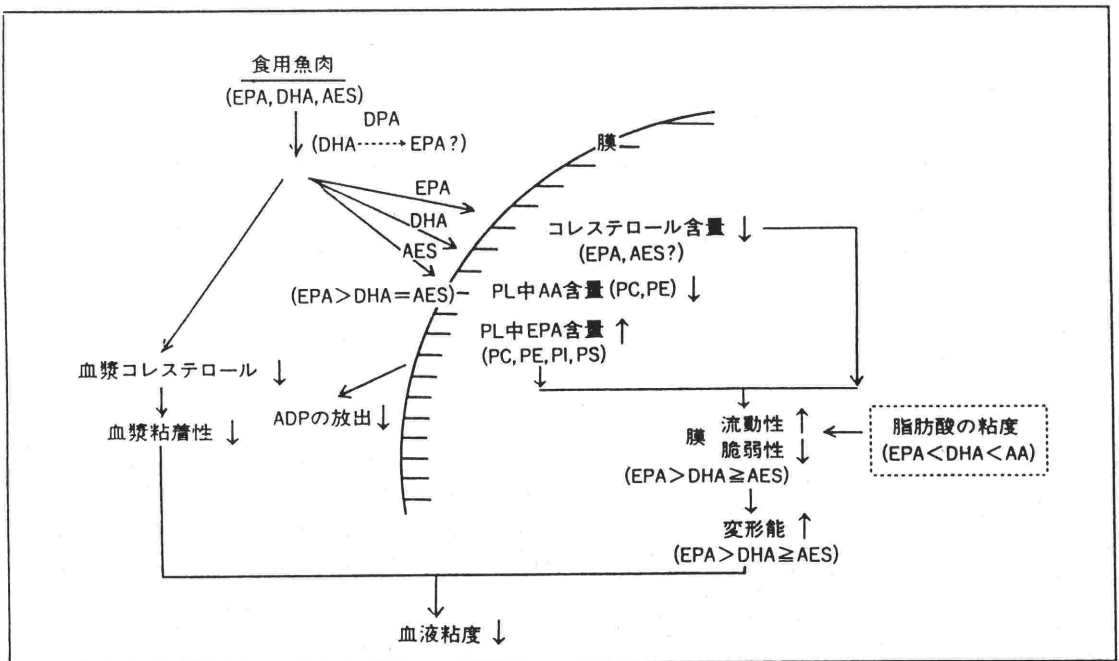 食用魚肉
(EPA, DHA, AES)
DPA
(DHA┈┈→EPA?)
EPA
DHA
AES
膜
コレステロール含量 ↓
(EPA, AES?)
(EPA>DHA=AES)
PL中AA含量(PC,PE) ↓
PL中EPA含量 ↑
(PC, PE, PI, PS)
血漿コレステロール ↓
血漿粘着性 ↓
ADPの放出↓
膜
流動性 ↑
脆弱性 ↓
(EPA>DHA≧AES)
脂肪酸の粘度
(EPA<DHA<AA)
変形能 ↑
(EPA>DHA≧AES)
血液粘度 ↓